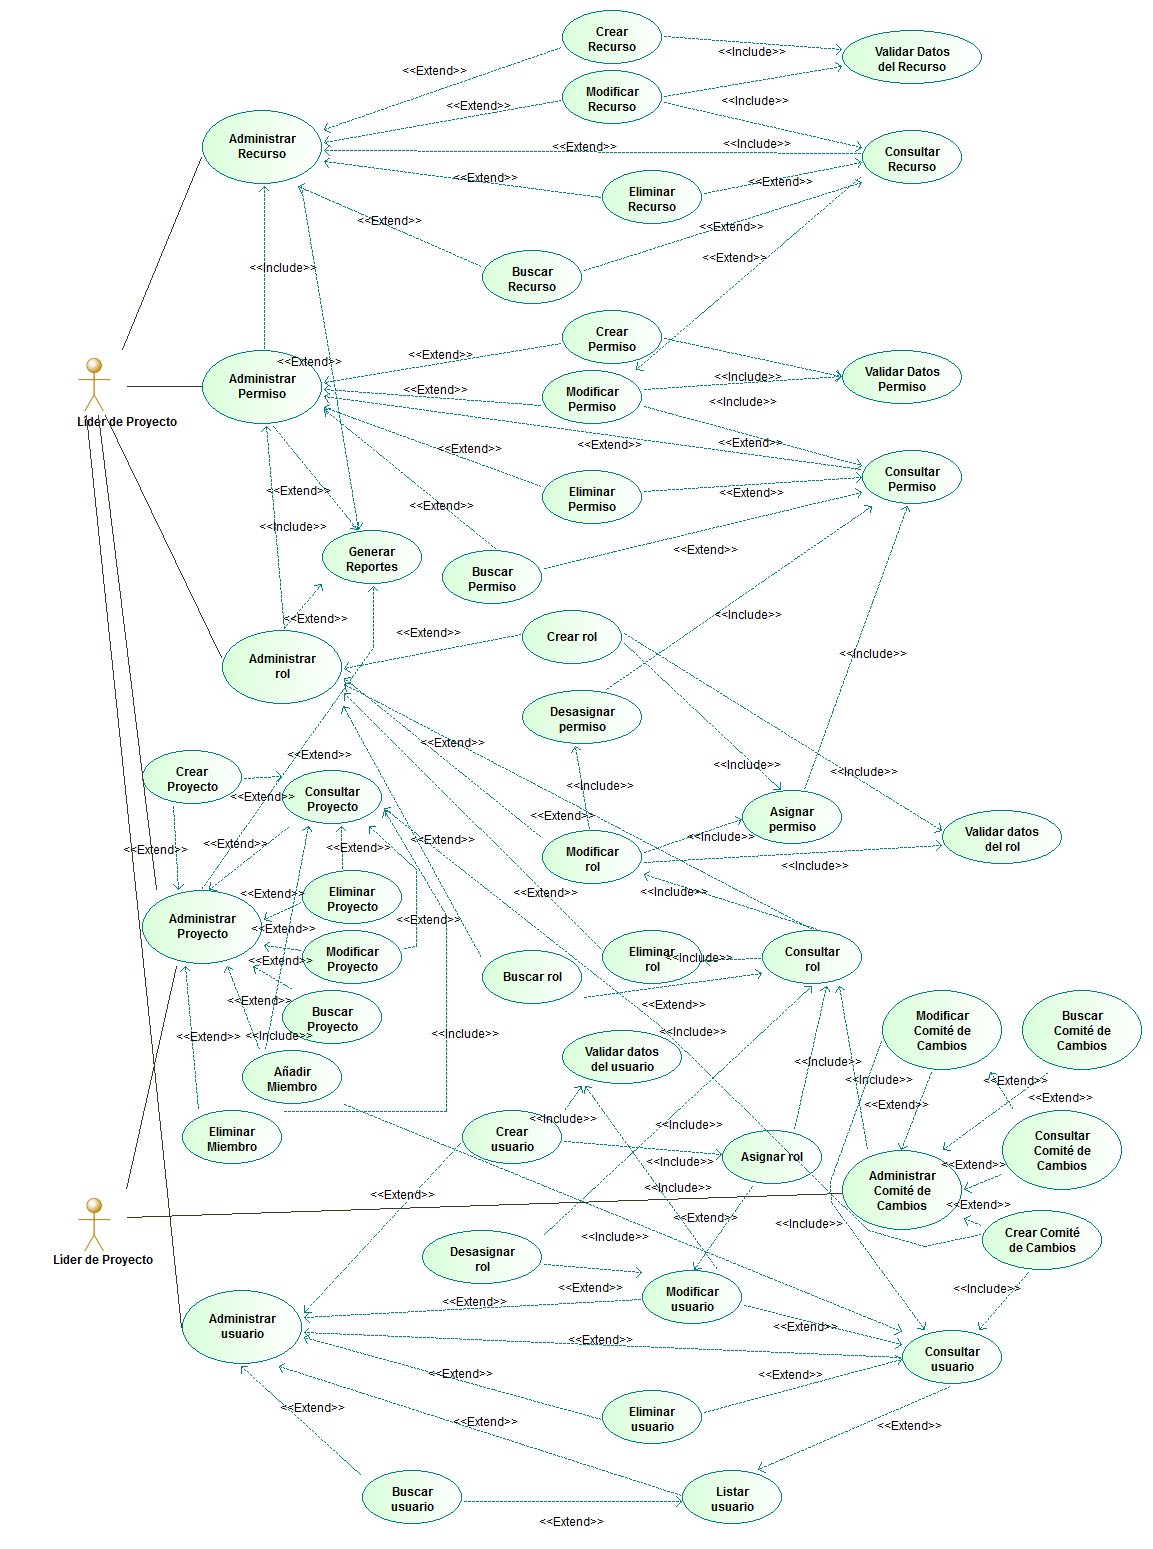 Crear
Recurso
<<Include>>
Validar Datos
del Recurso
<<Extend>>
Modificar
Recurso
<<Extend>>
<<Include>>
Administrar
Recurso
<<Extend>>
<<Include>>
Consultar
Recurso
<<Extend>>
<<Extend>>
Eliminar
Recurso
<<Extend>>
<<Extend>>
<<Extend>>
<<Include>>
Buscar
Recurso
Crear
Permiso
<<Extend>>
<<Extend>>
Administrar
Permiso
<<Extend>>
Modificar
Permiso
<<Include>>
<<Include>>
Validar Datos
Permiso
Líder de Proyecto
<<Extend>>
<<Extend>>
<<Extend>>
Consultar
Permiso
<<Extend>>
<<Extend>>
Eliminar
Permiso
<<Extend>>
<<Include>>
Generar
Reportes
<<Extend>>
Buscar
Permiso
<<Extend>>
<<Extend>>
Crear rol
<<Include>>
<<Include>>
Administrar
rol
Desasignar
permiso
<<Extend>>
<<Extend>>
<<Include>>
<<Include>>
Crear
Proyecto
<<Extend>>
Consultar
Proyecto
<<Include>>
<<Extend>>
Asignar
permiso
<<Extend>>
<<Extend>>
<<Extend>>
<<Extend>>
<<Include>>
Validar datos
del rol
Modificar
rol
<<Include>>
<<Extend>>
Eliminar
Proyecto
<<Extend>>
<<Include>>
Administrar
Proyecto
<<Extend>>
<<Extend>>
Modificar
Proyecto
<<Extend>>
Buscar rol
Eliminar
rol
<<Include>>
Consultar
rol
<<Extend>>
Buscar
Proyecto
<<Extend>>
<<Extend>>
<<Include>>
<<Include>>
<<Include>>
Modificar
Comité de
Cambios
Buscar
Comité de
Cambios
Añadir
Miembro
Validar datos
del usuario
<<Include>>
<<Include>>
<<Extend>>
<<Extend>>
<<Extend>>
Eliminar
Miembro
Crear
usuario
<<Include>>
<<Include>>
Consultar
Comité de
Cambios
Asignar rol
<<Include>>
<<Extend>>
Administrar
Comité de
Cambios
<<Extend>>
<<Include>>
<<Extend>>
<<Extend>>
<<Include>>
Crear Comité
de Cambios
<<Include>>
Líder de Proyecto
Desasignar
rol
<<Extend>>
<<Include>>
Modificar
usuario
<<Extend>>
Administrar
usuario
<<Extend>>
<<Extend>>
Consultar
usuario
<<Extend>>
<<Extend>>
<<Extend>>
Eliminar
usuario
<<Extend>>
<<Extend>>
Buscar
usuario
Listar
usuario
<<Extend>>